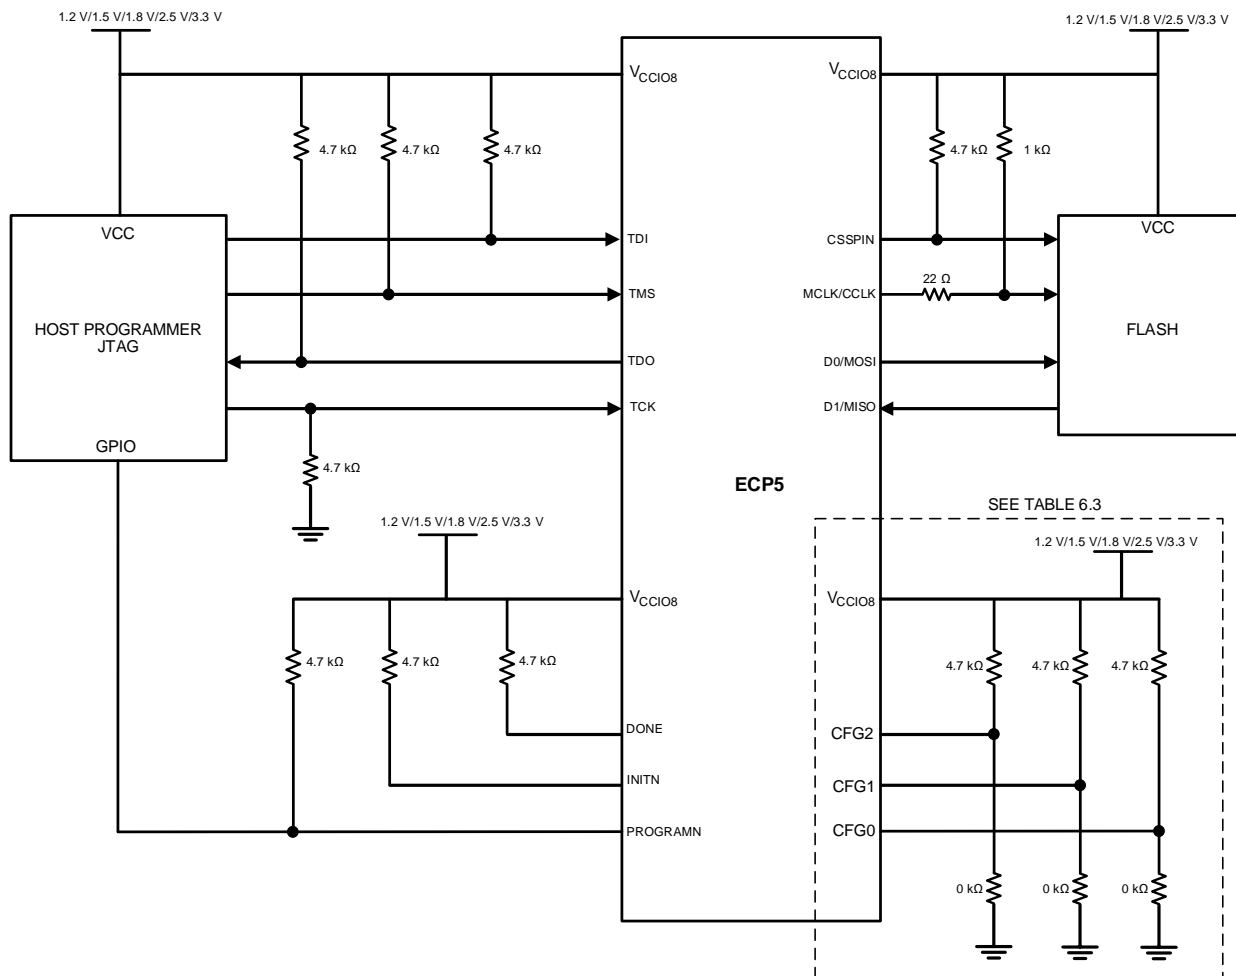 1.2 V/1.5 V/1.8 V/2.5 V/3.3 V
1.2 V/1.5 V/1.8 V/2.5 V/3.3 V
VCCIO8
VCCIO8
4.7 kΩ
4.7 kΩ
4.7 kΩ
4.7 kΩ
1 kΩ
VCC
HOST PROGRAMMER
JTAG
GPIO
TDI
TMS
TDO
TCK
4.7 kΩ
CSSPIN
MCLK/CCLK
D0/MOSI
D1/MISO
22 Ω
VCC
FLASH
ECP5
SEE TABLE 6.3
1.2 V/1.5 V/1.8 V/2.5 V/3.3 V
1.2 V/1.5 V/1.8 V/2.5 V/3.3 V
VCCIO8
VCCIO8
4.7 kΩ
4.7 kΩ
4.7 kΩ
4.7 kΩ
4.7 kΩ
4.7 kΩ
DONE
INITN
PROGRAMN
CFG2
CFG1
CFG0
0 kΩ
0 kΩ
0 kΩ